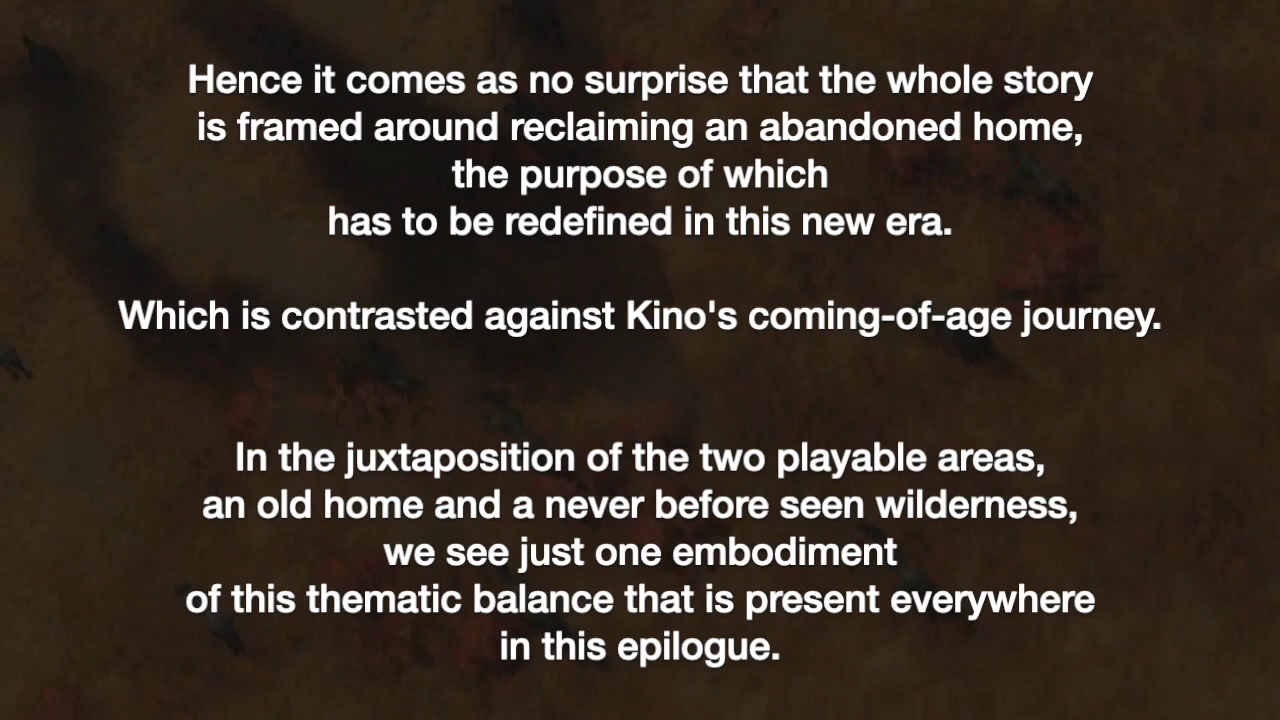 Hence it comes as no surprise that the whole story
is framed around reclaiming an abandoned home,
the purpose of which
has to be redefined in this new era.
Which is contrasted against Kino's coming-of-age journey.
In the juxtaposition of the two playable areas,
an old home and a never before seen wilderness,
we see just one embodiment
of this thematic balance that is present everywhere
in this epilogue.